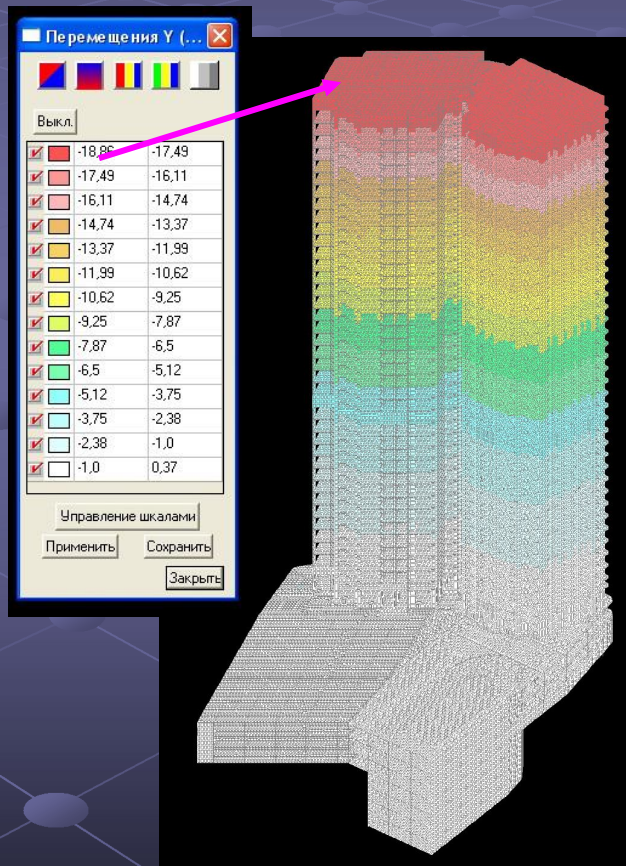 Перемещения Y (...
Выкл.
-18,86 -17,49
-17,49 -16,11
-16,11 -14,74
-14,74 -13,37
-13,37 -11,99
-11,99 -10,62
-10,62 -9,25
-9,25 -7,87
-7,87 -6,5
-6,5 -5,12
-5,12 -3,75
-3,75 -2,38
-2,38 -1,0
-1,0 0,37
Управление шкалами
Применить Сохранить
Закрыть